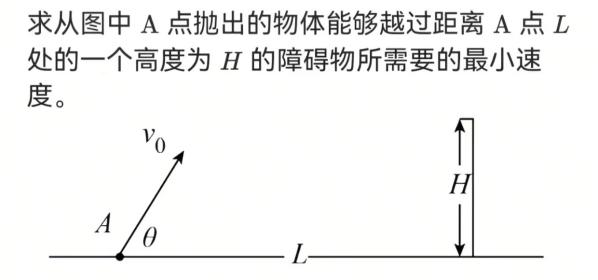 求从图中 A 点抛出的物体能够越过距离 A 点 L
处的一个高度为 H 的障碍物所需要的最小速
度。
v₀
H
A
θ
L